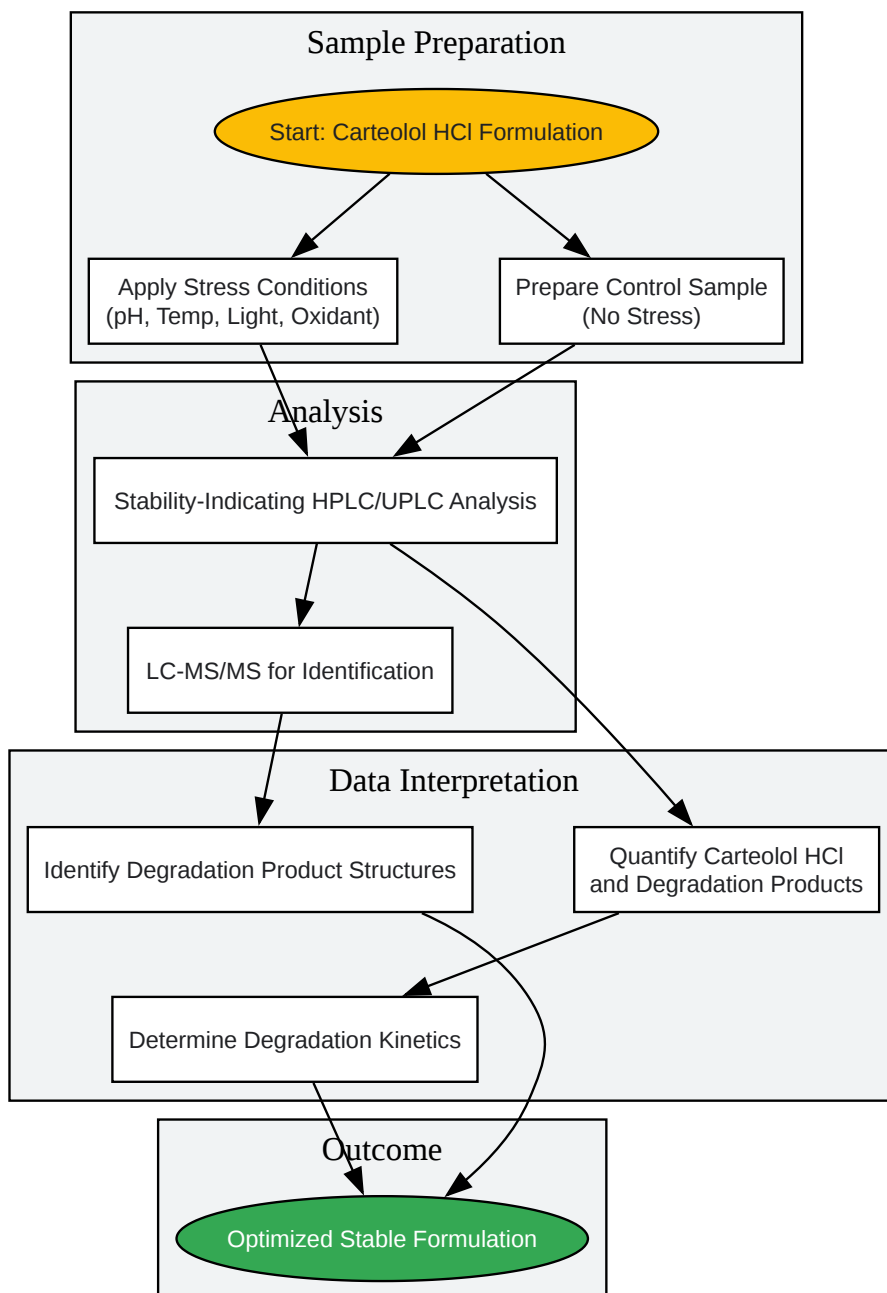 Sample Preparation
Start: Carteolol HCl Formulation
Apply Stress Conditions
(pH, Temp, Light, Oxidant)
Prepare Control Sample
(No Stress)
Analysis
Stability-Indicating HPLC/UPLC Analysis
LC-MS/MS for Identification
Data Interpretation
Identify Degradation Product Structures
Quantify Carteolol HCl
and Degradation Products
Determine Degradation Kinetics
Outcome
Optimized Stable Formulation